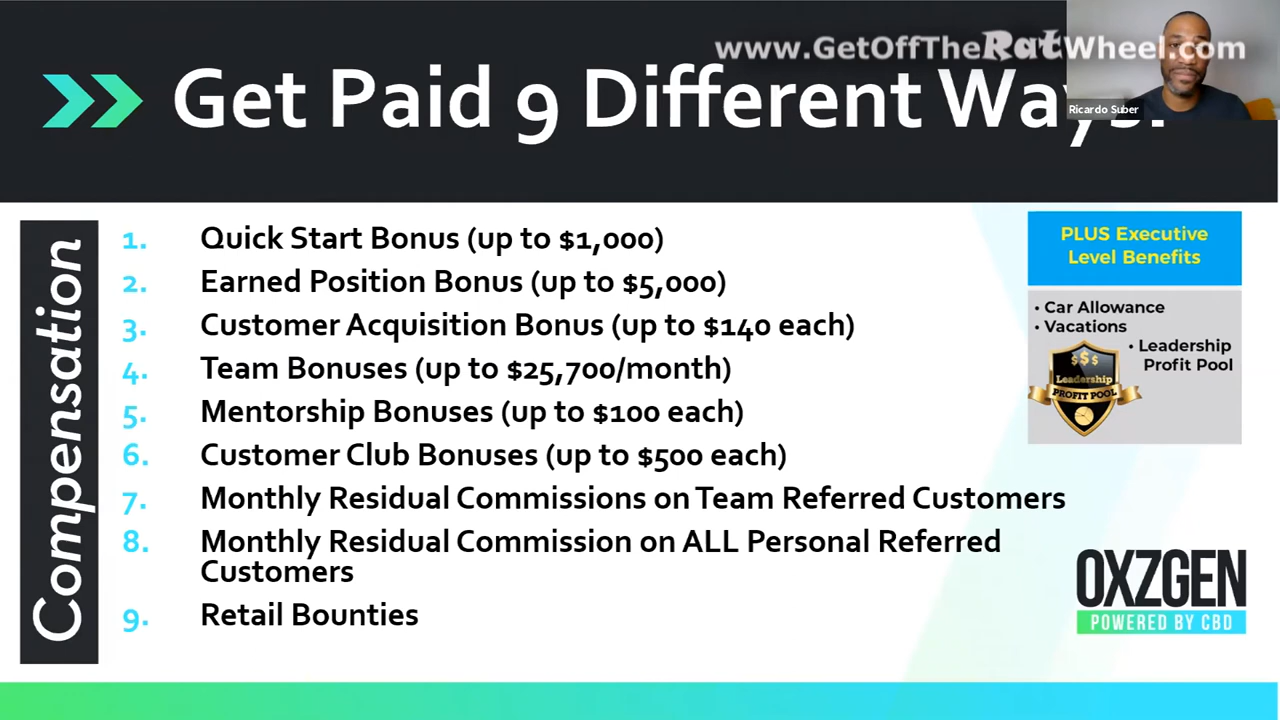 www.GetOffTheRatWheel.com
Get Paid 9 Different Ways!
Ricardo Suber
Compensation
1. Quick Start Bonus (up to $1,000)
2. Earned Position Bonus (up to $5,000)
3. Customer Acquisition Bonus (up to $140 each)
4. Team Bonuses (up to $25,700/month)
5. Mentorship Bonuses (up to $100 each)
6. Customer Club Bonuses (up to $500 each)
7. Monthly Residual Commissions on Team Referred Customers
8. Monthly Residual Commission on ALL Personal Referred
Customers
9. Retail Bounties
PLUS Executive
Level Benefits
• Car Allowance
• Vacations
• Leadership
Profit Pool
$$$
Leadership
PROFIT POOL
OXZGEN
POWERED BY CBD